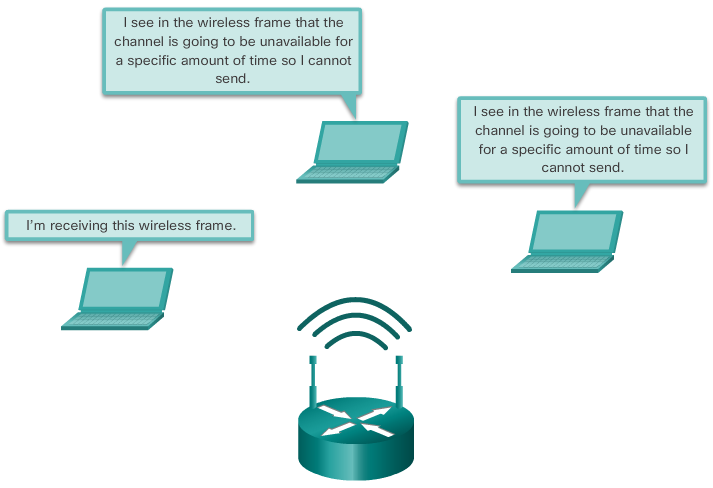 I see in the wireless frame that the
channel is going to be unavailable for
a specific amount of time so I cannot
send.
I see in the wireless frame that the
channel is going to be unavailable
for a specific amount of time so I
cannot send.
I'm receiving this wireless frame.